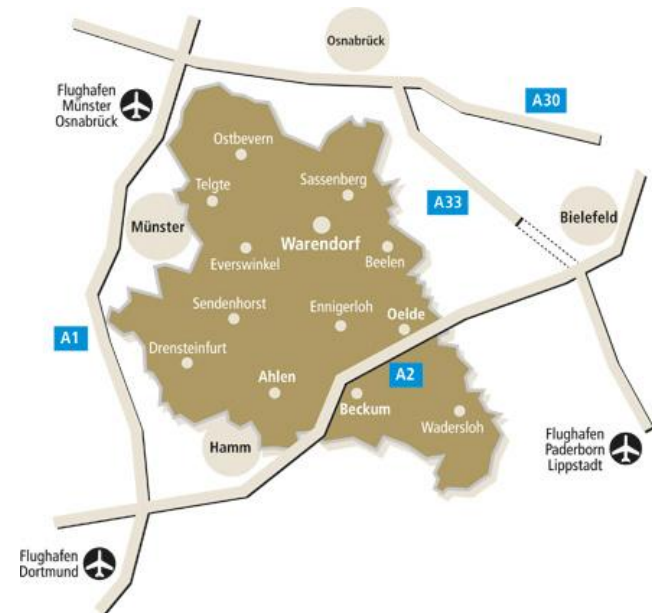 Osnabrück
Flughafen
Münster
Osnabrück
A30
Ostbevern
Telgte
Sassenberg
A33
Bielefeld
Münster
Warendorf
Everswinkel
Beelen
Sendenhorst
Ennigerloh
Oelde
A1
Drensteinfurt
Ahlen
A2
Beckum
Wadersloh
Hamm
Flughafen
Paderborn
Lippstadt
Flughafen
Dortmund